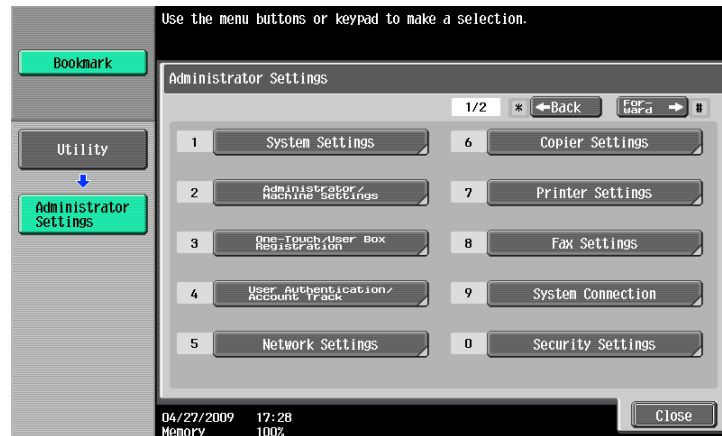 Use the menu buttons or keypad to make a selection.
Bookmark
Administrator Settings
1/2 * ←Back For- ward → #
Utility
Administrator
Settings
1 System Settings
2 Administrator/
Machine Settings
3 One-Touch/User Box
Registration
4 User Authentication/
Account Track
5 Network Settings
6 Copier Settings
7 Printer Settings
8 Fax Settings
9 System Connection
0 Security Settings
04/27/2009 17:28
Memory 100%
Close